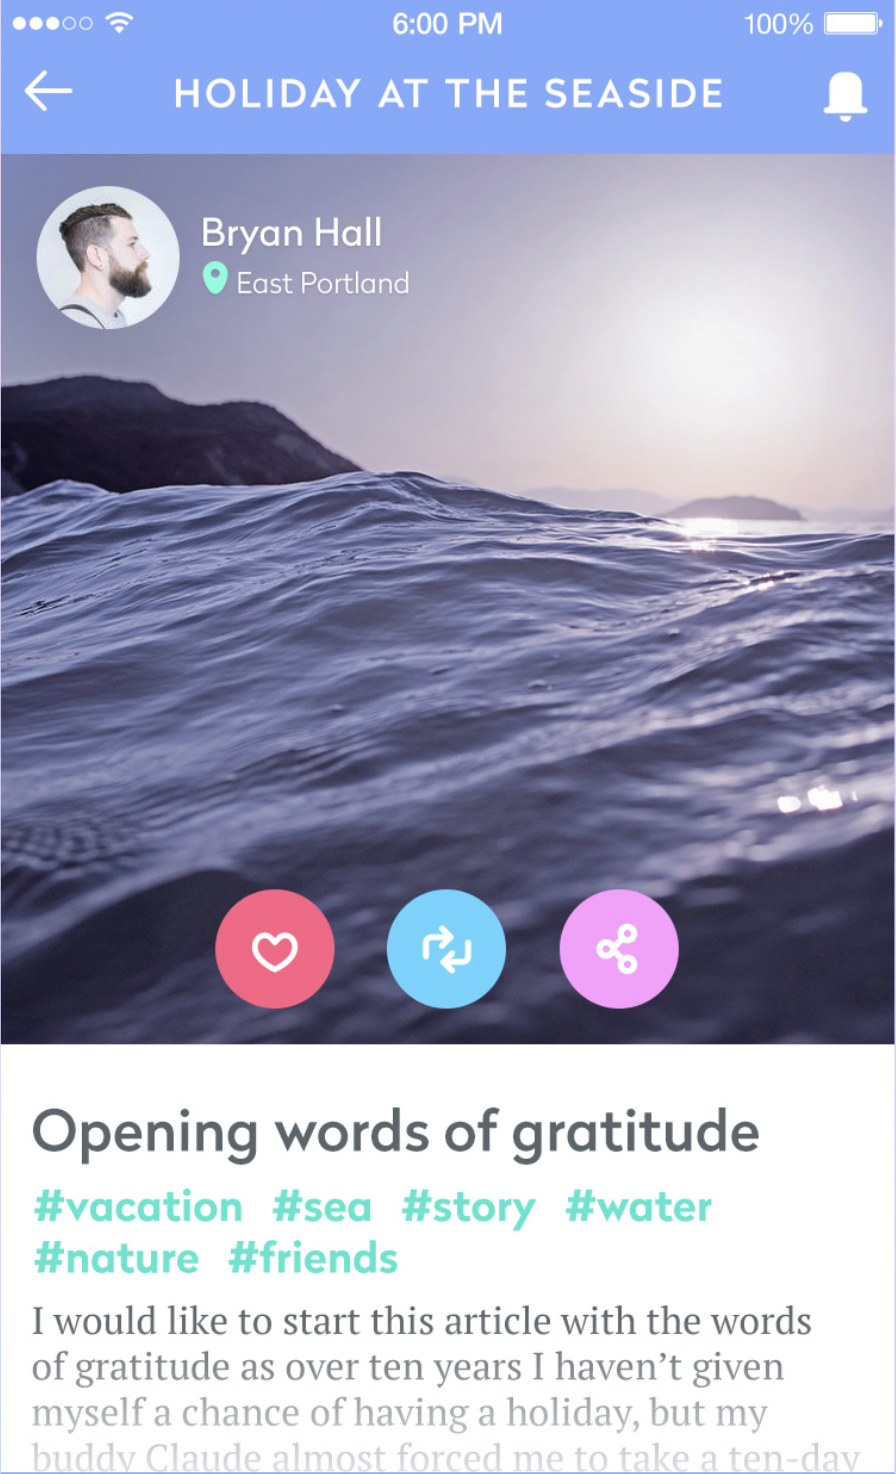 6:00 PM 100%
HOLIDAY AT THE SEASIDE
Bryan Hall
East Portland
Opening words of gratitude
#vacation #sea #story #water
#nature #friends
I would like to start this article with the words
of gratitude as over ten years I haven’t given
myself a chance of having a holiday, but my
buddy Claude almost forced me to take a ten-day